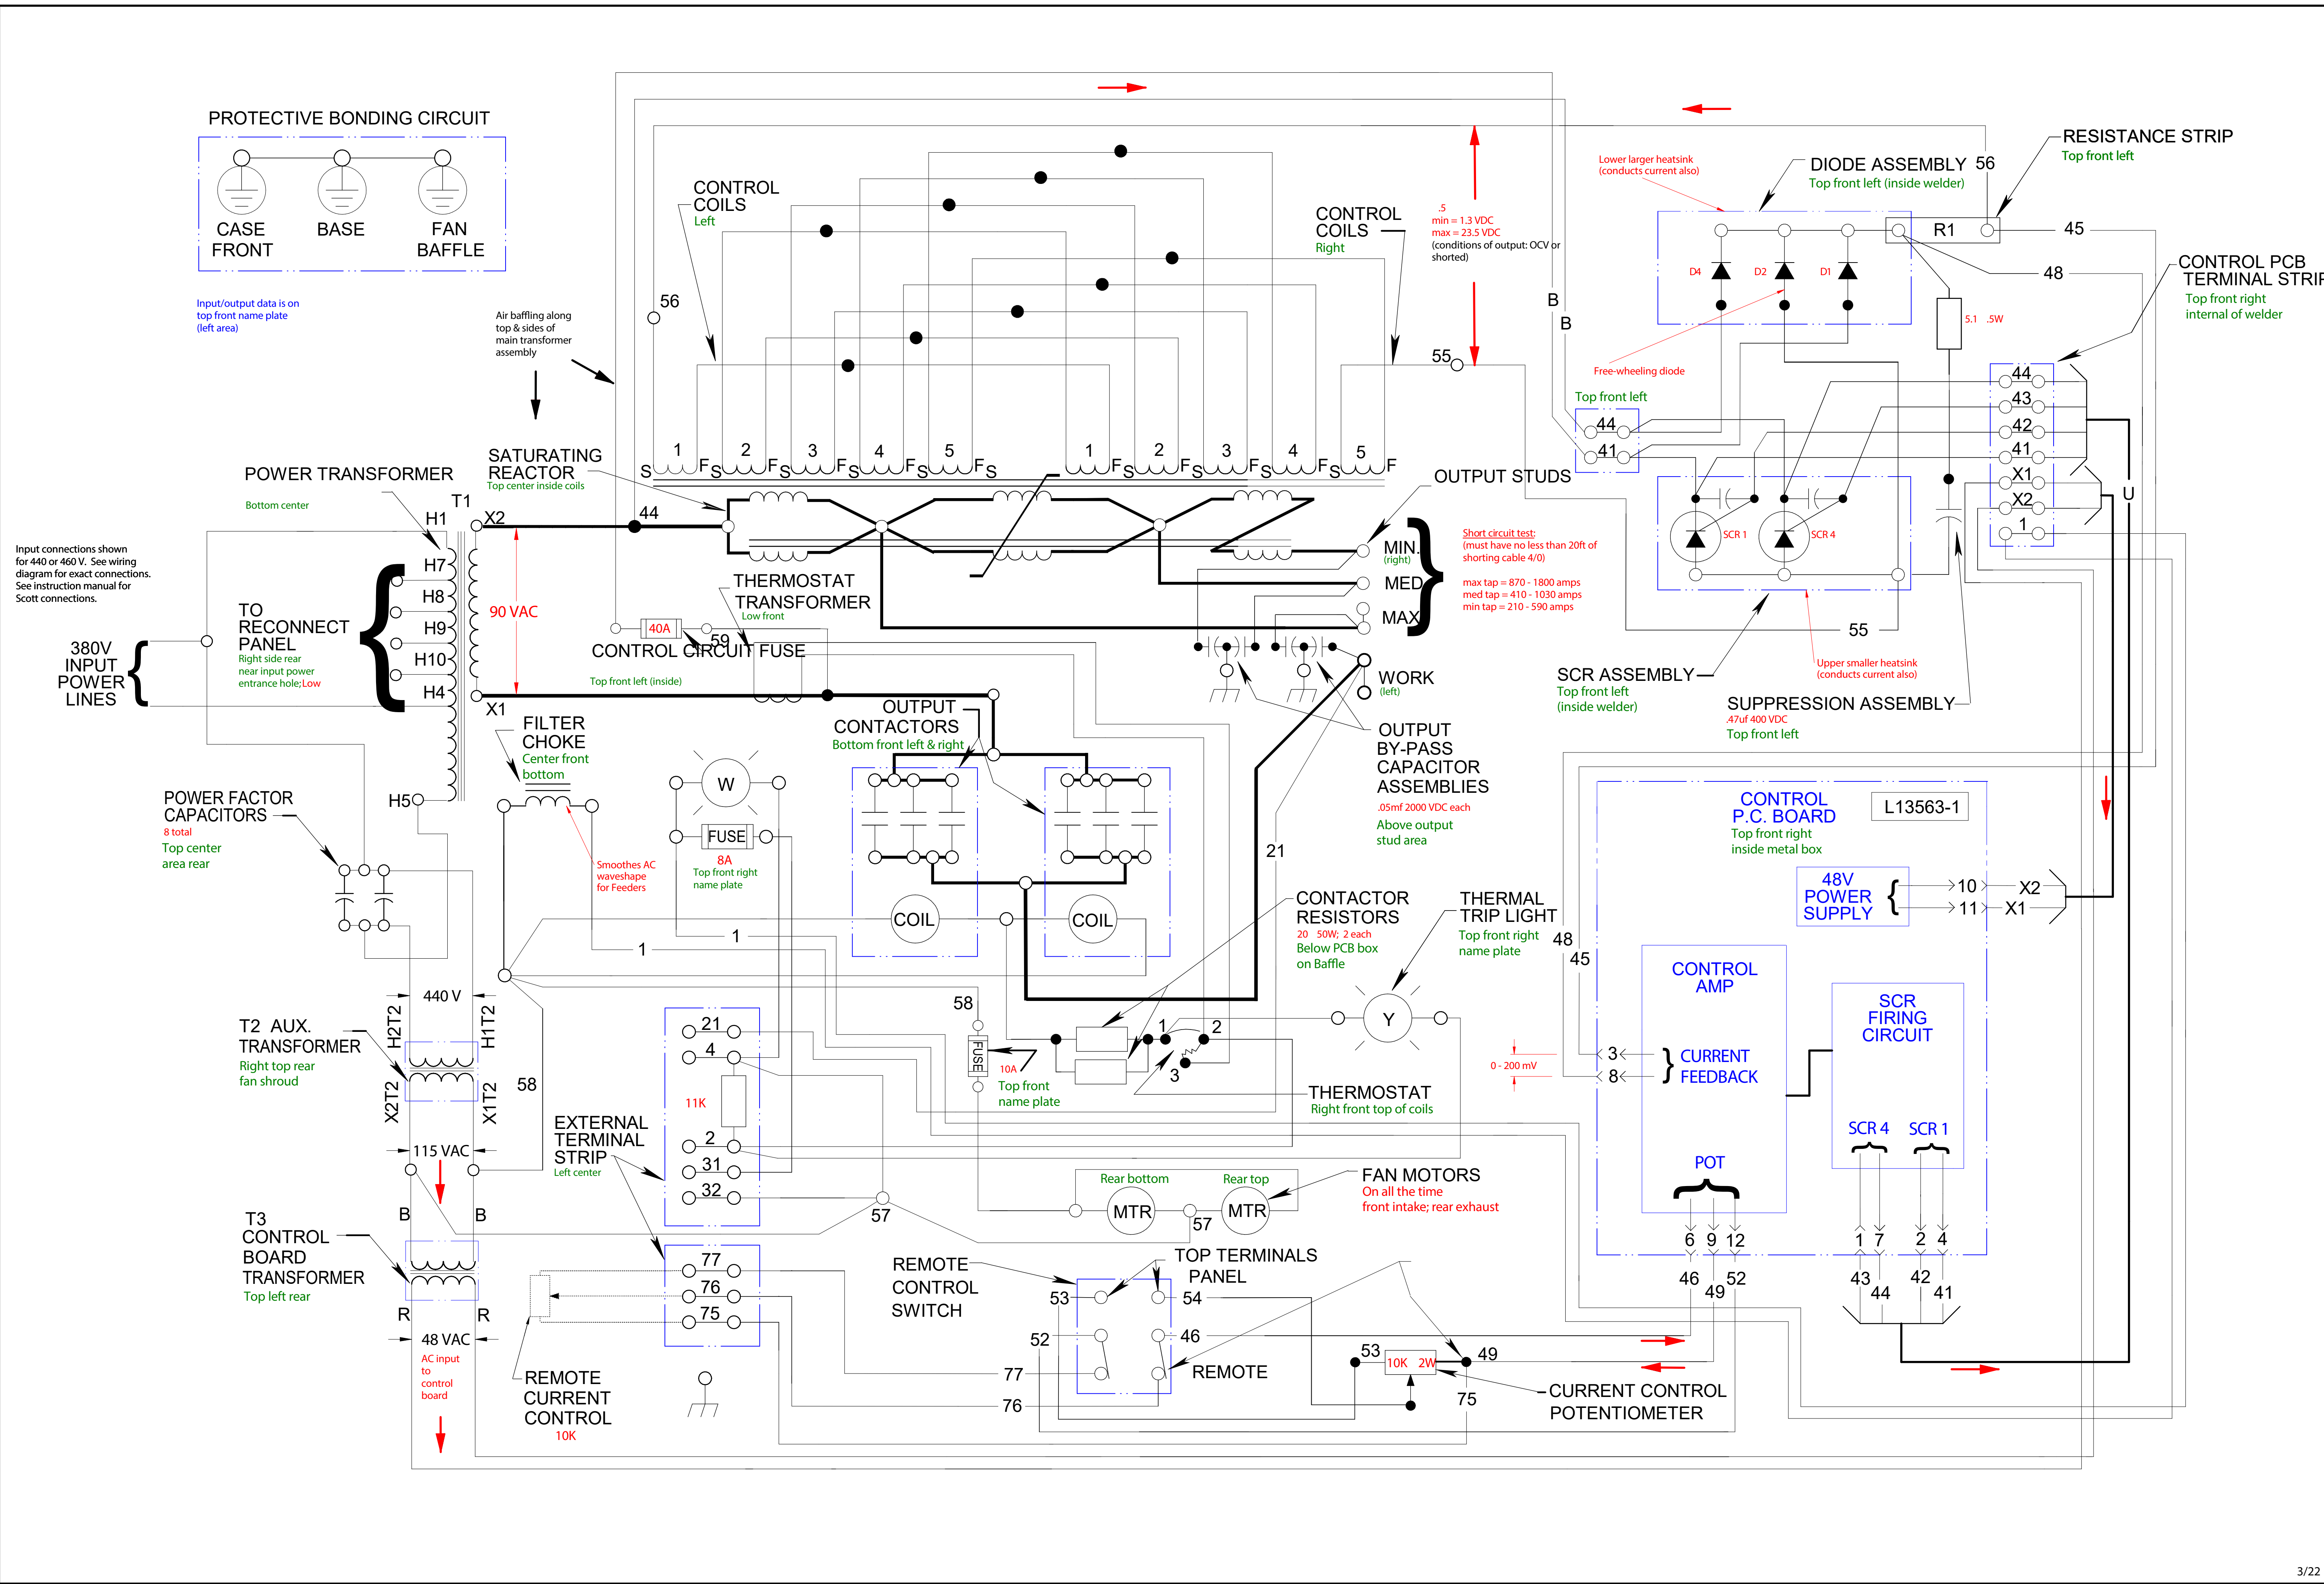 PROTECTIVE BONDING CIRCUIT
CASE
FRONT
BASE
FAN
BAFFLE
Input/output data is on
top front name plate
(left area)
Air baffling along
top & sides of
main transformer
assembly
CONTROL
COILS
Left
56
CONTROL
COILS
Right
.5
min = 1.3 VDC
max = 23.5 VDC
(conditions of output: OCV or
shorted)
55
B
B
Lower larger heatsink
(conducts current also)
DIODE ASSEMBLY
Top front left (inside welder)
56
RESISTANCE STRIP
Top front left
R1
45
48
D4
D2
D1
CONTROL PCB
TERMINAL STRIP
Top front right
internal of welder
5.1 .5W
Free-wheeling diode
Top front left
44
41
44
43
42
41
X1
X2
1
U
SCR 1
SCR 4
55
SCR ASSEMBLY
Top front left
(inside welder)
Upper smaller heatsink
(conducts current also)
SUPPRESSION ASSEMBLY
.47uf 400 VDC
Top front left
S 1 F S 2 F S 3 F S 4 F S 5 F S
1 F S 2 F S 3 F S 4 F S 5 F
SATURATING
REACTOR
Top center inside coils
POWER TRANSFORMER
Bottom center
T1
H1
X2
44
H7
H8
H9
H10
H4
X1
H5
90 VAC
Input connections shown
for 440 or 460 V. See wiring
diagram for exact connections.
See instruction manual for
Scott connections.
TO
RECONNECT
PANEL
Right side rear
near input power
entrance hole; Low
380V
INPUT
POWER
LINES
THERMOSTAT
TRANSFORMER
Low front
40A
59
CONTROL CIRCUIT FUSE
Top front left (inside)
OUTPUT STUDS
MIN.
(right)
MED
MAX
Short circuit test:
(must have no less than 20ft of
shorting cable 4/0)
max tap = 870 - 1800 amps
med tap = 410 - 1030 amps
min tap = 210 - 590 amps
WORK
(left)
OUTPUT
BY-PASS
CAPACITOR
ASSEMBLIES
.05mf 2000 VDC each
Above output
stud area
FILTER
CHOKE
Center front
bottom
Smoothes AC
waveshape
for Feeders
OUTPUT
CONTACTORS
Bottom front left & right
W
FUSE
8A
Top front right
name plate
COIL
COIL
1
1
21
POWER FACTOR
CAPACITORS
8 total
Top center
area rear
440 V
H2T2
H1T2
T2 AUX.
TRANSFORMER
Right top rear
fan shroud
X2T2
X1T2
58
115 VAC
B
B
T3
CONTROL
BOARD
TRANSFORMER
Top left rear
R
R
48 VAC
AC input
to
control
board
CONTACTOR
RESISTORS
20 50W; 2 each
Below PCB box
on Baffle
THERMAL
TRIP LIGHT
Top front right
name plate
Y
58
FUSE
10A
Top front
name plate
1
2
3
THERMOSTAT
Right front top of coils
21
4
11K
2
31
32
EXTERNAL
TERMINAL
STRIP
Left center
77
76
75
57
Rear bottom
Rear top
MTR
MTR
57
FAN MOTORS
On all the time
front intake; rear exhaust
REMOTE
CURRENT
CONTROL
10K
REMOTE
CONTROL
SWITCH
TOP TERMINALS
PANEL
53
54
52
46
77
REMOTE
76
53
10K 2W
49
75
CURRENT CONTROL
POTENTIOMETER
CONTROL
P.C. BOARD
Top front right
inside metal box
L13563-1
48V
POWER
SUPPLY
10
X2
11
X1
48
45
CONTROL
AMP
SCR
FIRING
CIRCUIT
0 - 200 mV
3
8
CURRENT
FEEDBACK
SCR 4
SCR 1
POT
6 9 12
1 7 2 4
46 49 52
43 44 42 41
3/22